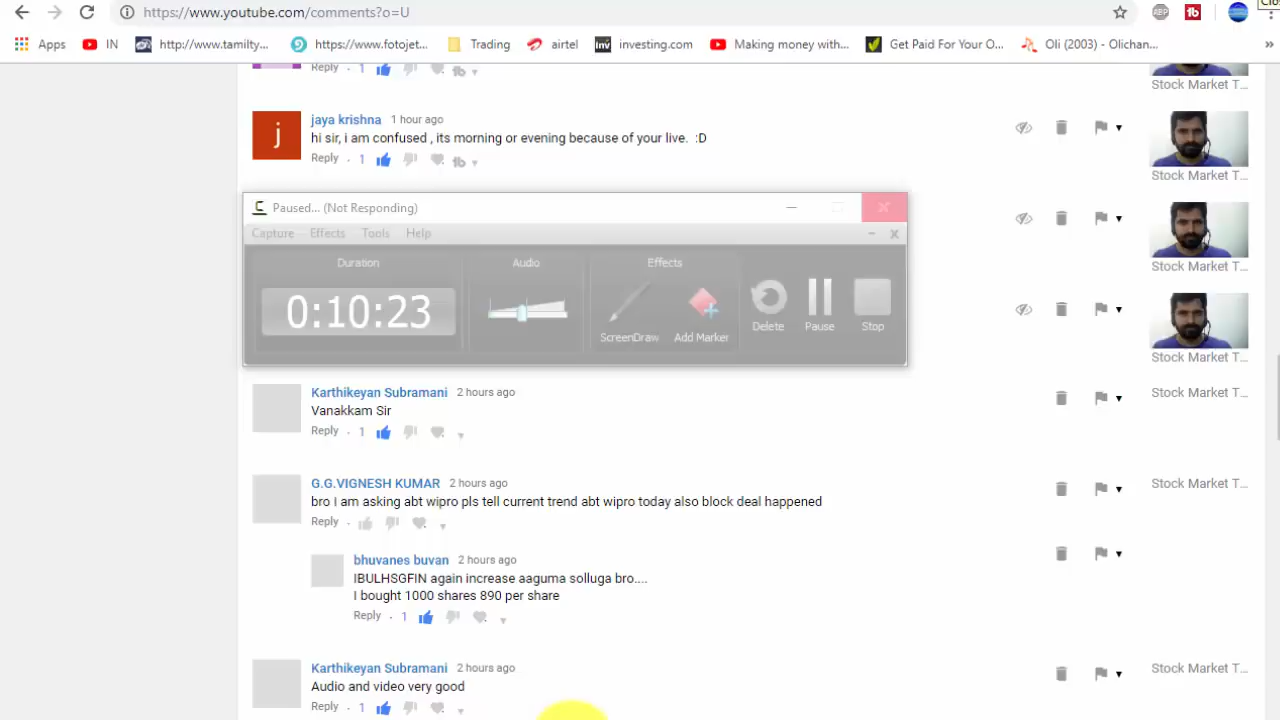 Clos
https://www.youtube.com/comments?o=U
ABP
Apps
IN
http://www.tamilty...
https://www.fotojet...
Trading
airtel
Inv
investing.com
Making money with...
Get Paid For Your O...
Oli (2003) - Olichan...
»
Reply · 1
Stock Market T...
j
jaya krishna 1 hour ago
hi sir, i am confused , its morning or evening because of your live. :D
Reply · 1
Stock Market T...
Paused... (Not Responding)
Capture Effects Tools Help
Duration
Audio
Effects
0:10:23
ScreenDraw
Add Marker
Delete
Pause
Stop
Stock Market T...
Stock Market T...
Karthikeyan Subramani 2 hours ago
Vanakkam Sir
Reply · 1
Stock Market T...
G.G.VIGNESH KUMAR 2 hours ago
bro i am asking abt wipro pls tell current trend abt wipro today also block deal happened
Reply ·
Stock Market T...
bhuvanes buvan 2 hours ago
IBULHSGFIN again increase aaguma solluga bro....
I bought 1000 shares 890 per share
Reply · 1
Karthikeyan Subramani 2 hours ago
Audio and video very good
Reply · 1
Stock Market T...